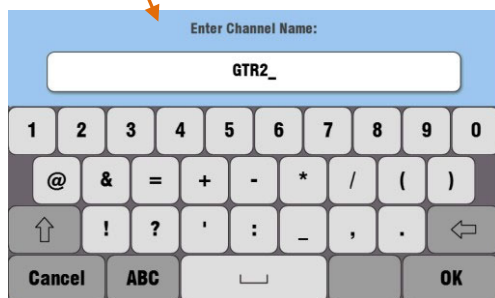 Enter Channel Name:
GTR2_
1 2 3 4 5 6 7 8 9 0
@ & = + - * / ( )
! ? ' : _ , .
Cancel ABC OK